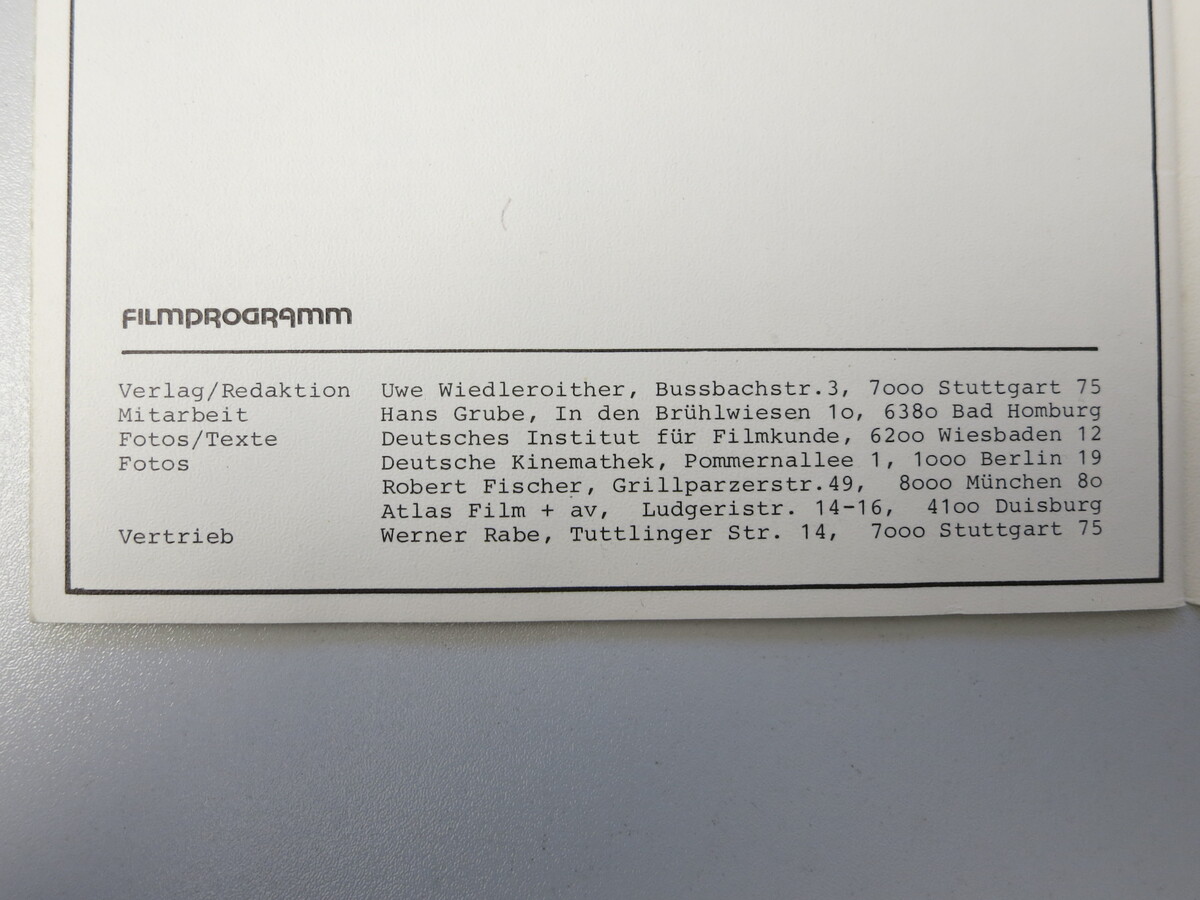 FILMPROGRAMM
Verlag/Redaktion Uwe Wiedleroither, Bussbachstr.3, 7ooo Stuttgart 75
Mitarbeit Hans Grube, In den Brühlwiesen 1o, 638o Bad Homburg
Fotos/Texte Deutsches Institut für Filmkunde, 62oo Wiesbaden 12
Fotos Deutsche Kinemathek, Pommernallee 1, 1ooo Berlin 19
Robert Fischer, Grillparzerstr.49, 8ooo München 8o
Atlas Film + av, Ludgeristr. 14-16, 41oo Duisburg
Vertrieb Werner Rabe, Tuttlinger Str. 14, 7ooo Stuttgart 75